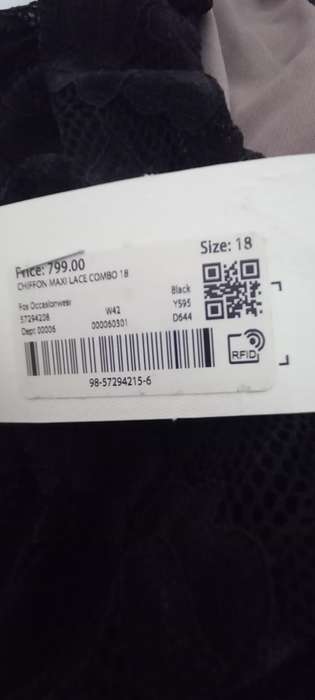 Size: 18
Price: 799.00
CHIFFON MAXI LACE COMBO 18
Fos Occasionwear
Black
57294208
W42
Y595
Dept 00006
000060301
D644
RFID
98-57294215-6